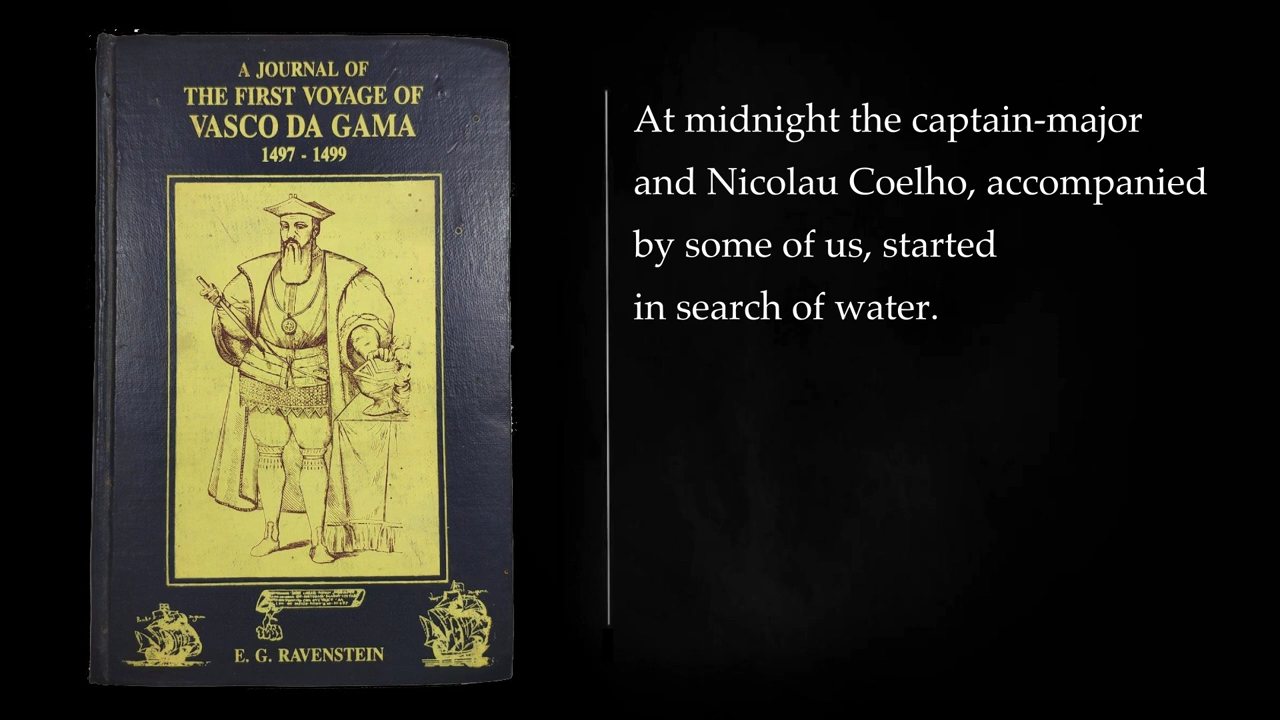 A JOURNAL OF
THE FIRST VOYAGE OF
VASCO DA GAMA
1497 - 1499
E. G. RAVENSTEIN
At midnight the captain-major
and Nicolau Coelho, accompanied
by some of us, started
in search of water.